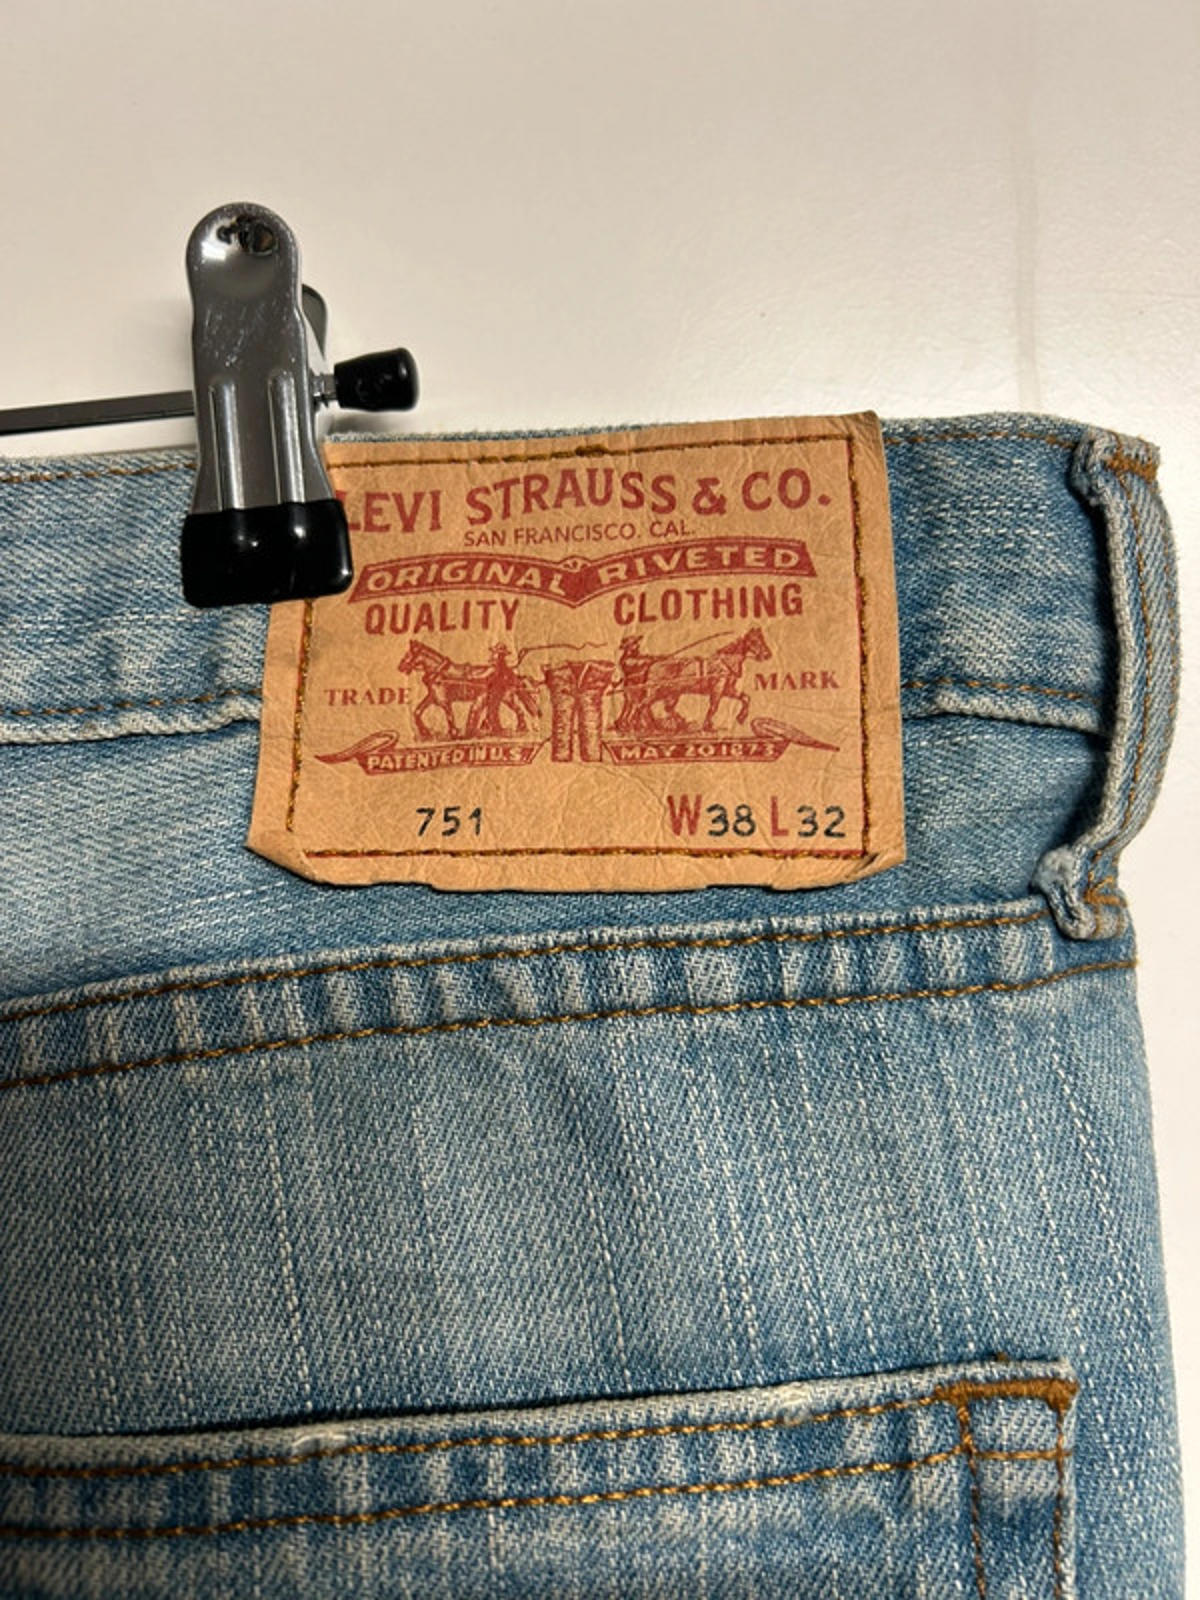 LEVI STRAUSS & CO.
SAN FRANCISCO. CAL.
ORIGINAL RIVETED
QUALITY CLOTHING
TRADE MARK
PATENTED IN U.S. MAY 20 1873
751 W38 L32